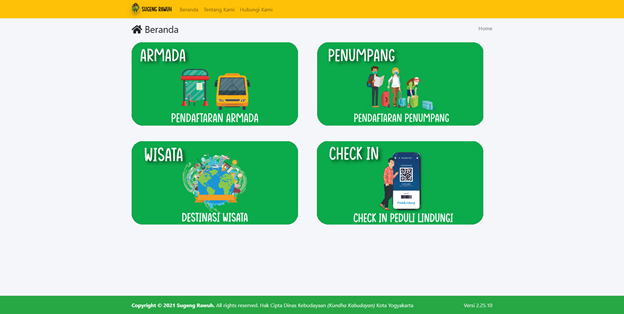 SUGENG RAWUH Beranda Tentang Kami Hubungi Kami
Beranda Home
ARMADA
PENDAFTARAN ARMADA
PENUMPANG
PENDAFTARAN PENUMPANG
WISATA
DESTINASI WISATA
CHECK IN
CHECK IN PEDULI LINDUNGI
Copyright © 2021 Sugeng Rawuh. All rights reserved. Hak Cipta Dinas Kebudayaan (Kundha Kabudayan) Kota Yogyakarta. Versi 2.25.10